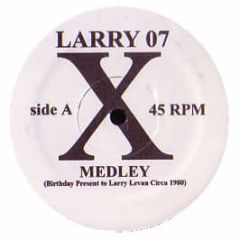 LARRY 07
side A
45 RPM
X
MEDLEY
(Birthday Present to Larry Levan Circa 1980)